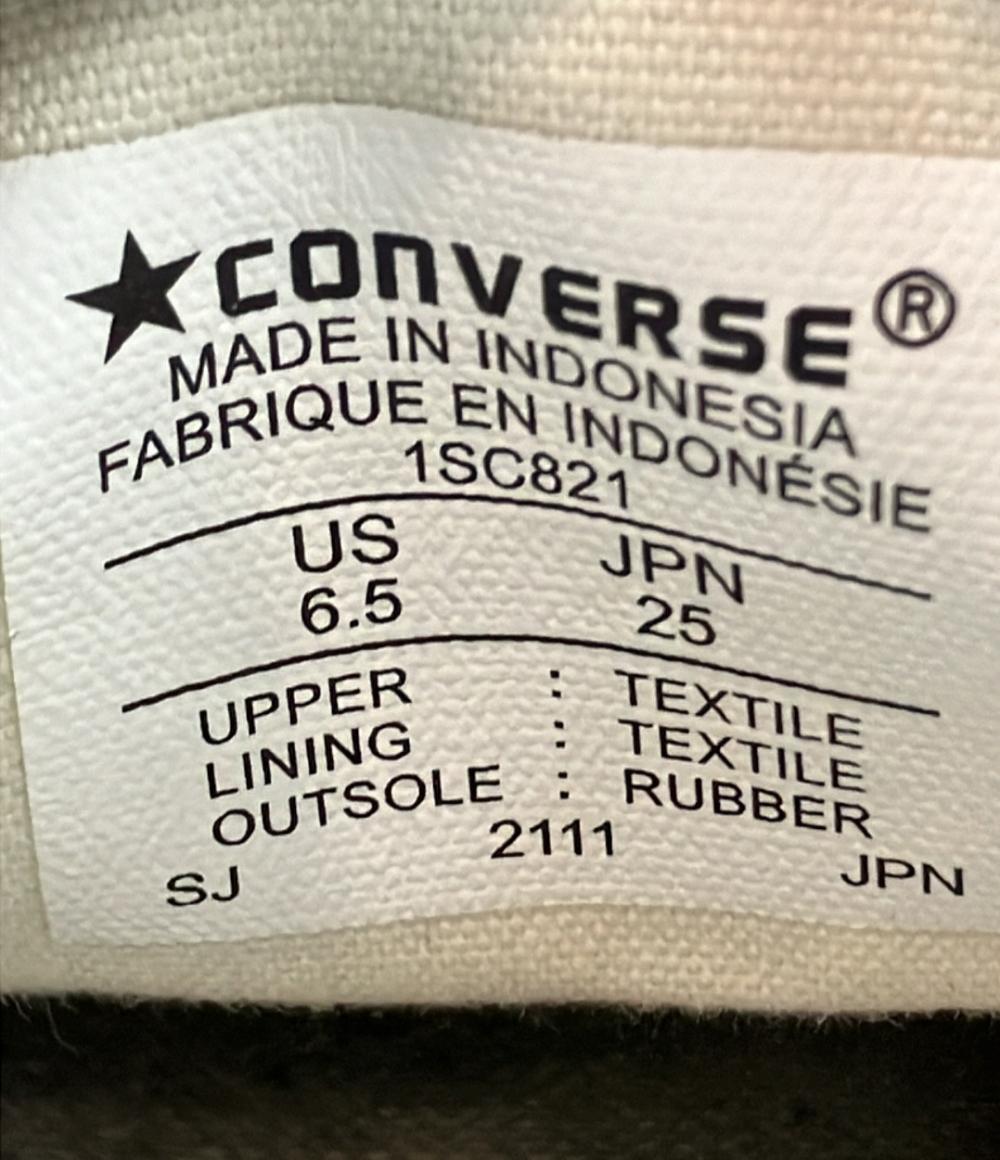 ★CONVERSE®
MADE IN INDONESIA
FABRIQUE EN INDONÉSIE
1SC821
US JPN
6.5 25
UPPER : TEXTILE
LINING : TEXTILE
OUTSOLE : RUBBER
2111
SJ JPN